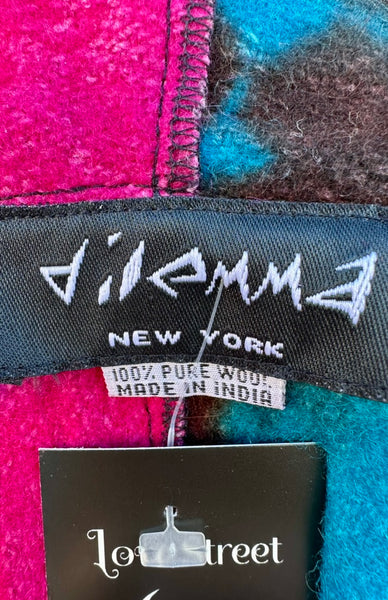 dilemma
NEW YORK
100% PURE WOOL
MADE IN INDIA